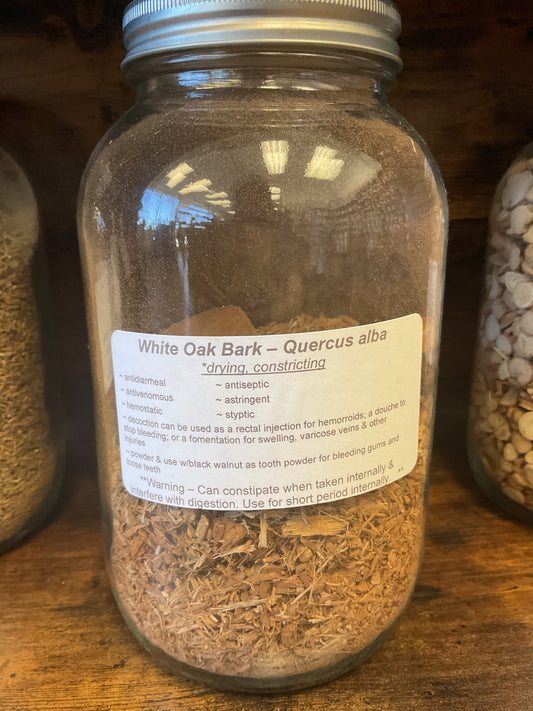 White Oak Bark – Quercus alba
*drying, constricting
~ antidiarrheal ~ antiseptic
~ antivenomous ~ astringent
~ hemostatic ~ styptic
~ decoction can be used as a rectal injection for hemorroids; a douche to
stop bleeding; or a fomentation for swelling, varicose veins & other
injuries
~ powder & use w/black walnut as tooth powder for bleeding gums and
loose teeth
**Warning – Can constipate when taken internally &
interfere with digestion. Use for short period internally. **